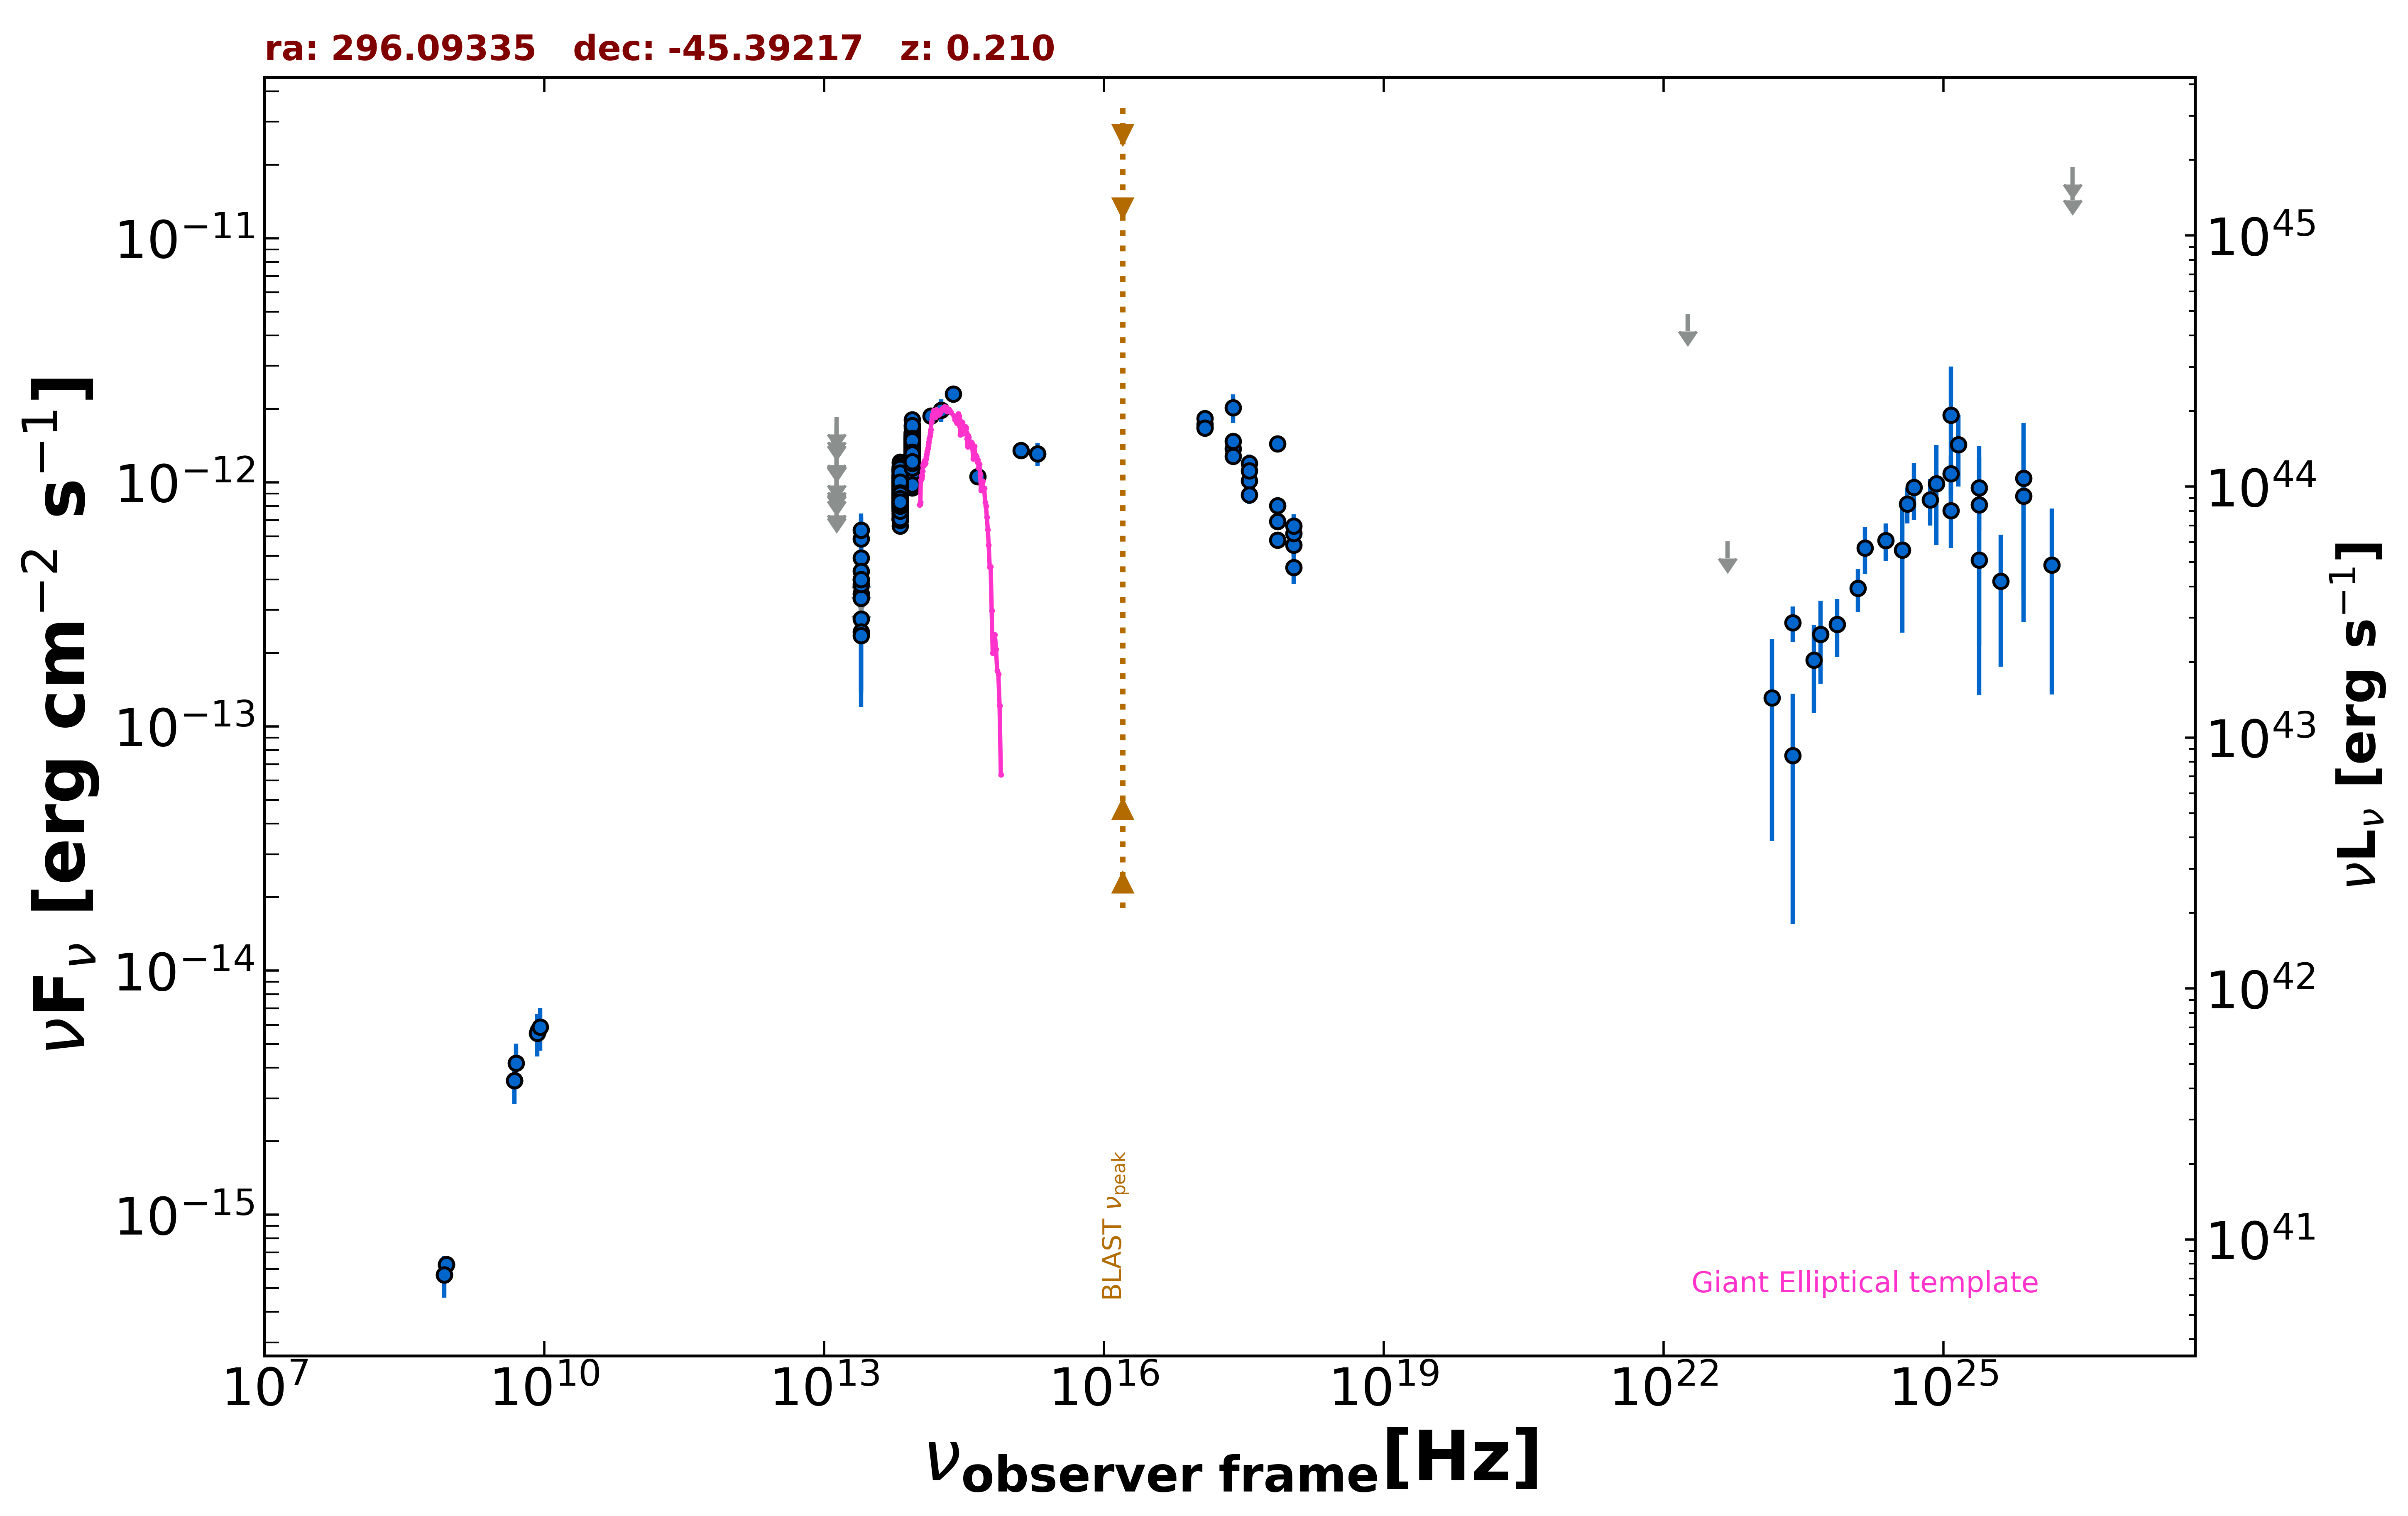 ra: 296.09335   dec: -45.39217   z: 0.210
νFν [erg cm⁻² s⁻¹]
10⁻¹¹
10⁻¹²
10⁻¹³
10⁻¹⁴
10⁻¹⁵
10⁴⁵
10⁴⁴
10⁴³
10⁴²
10⁴¹
νLν [erg s⁻¹]
BLAST νpeak
Giant Elliptical template
10⁷ 10¹⁰ 10¹³ 10¹⁶ 10¹⁹ 10²² 10²⁵
νobserver frame[Hz]